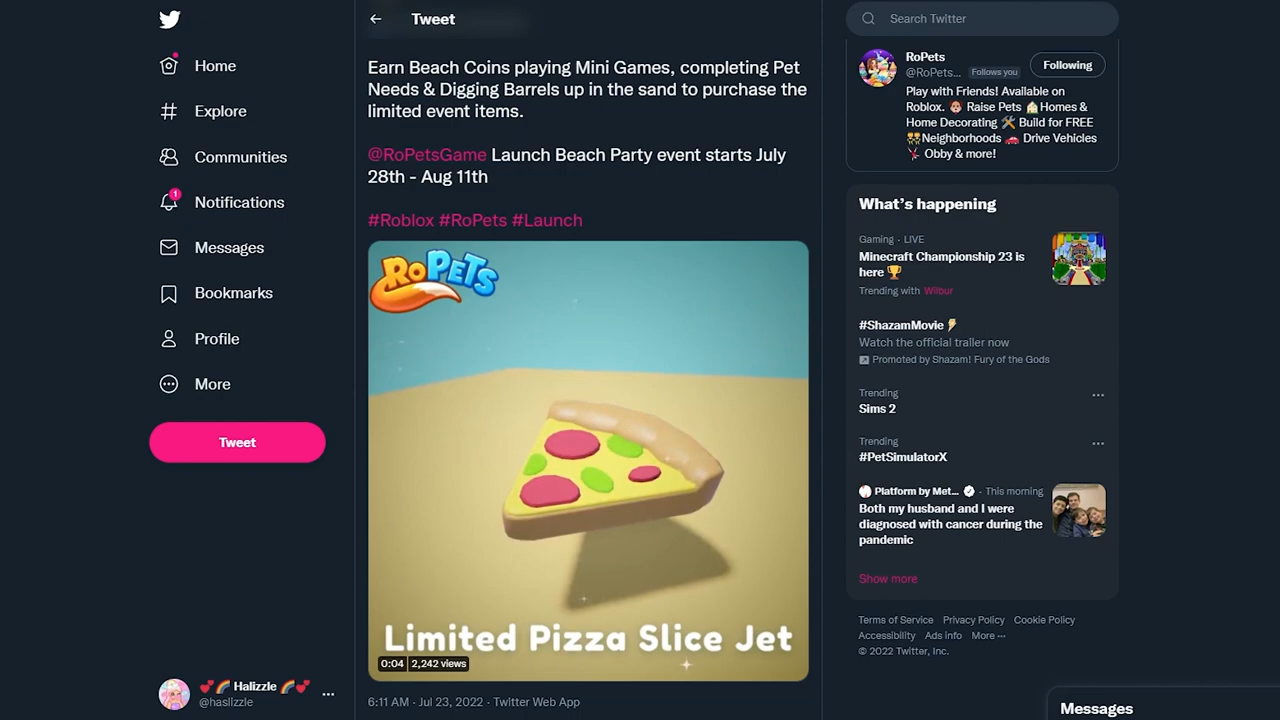 Home
Explore
Communities
Notifications
1
Messages
Bookmarks
Profile
More
Tweet
💕🌈 Halizzle 🌈💕
@haslizzle
Tweet
Earn Beach Coins playing Mini Games, completing Pet
Needs & Digging Barrels up in the sand to purchase the
limited event items.
@RoPetsGame Launch Beach Party event starts July
28th - Aug 11th
#Roblox #RoPets #Launch
ROPETS
Limited Pizza Slice Jet
0:04 2,242 views
6:11 AM · Jul 23, 2022 · Twitter Web App
Search Twitter
RoPets
@RoPets... Follows you
Following
Play with Friends! Available on
Roblox. Raise Pets 🏠Homes &
Home Decorating 🛠 Build for FREE
Neighborhoods 🚗 Drive Vehicles
Obby & more!
What's happening
Gaming · LIVE
Minecraft Championship 23 is
here 🏆
Trending with Wilbur
#ShazamMovie⚡
Watch the official trailer now
Promoted by Shazam! Fury of the Gods
Trending
Sims 2
Trending
#PetSimulatorX
Platform by Met... · This morning
Both my husband and I were
diagnosed with cancer during the
pandemic
Show more
Terms of Service Privacy Policy Cookie Policy
Accessibility Ads info More ···
© 2022 Twitter, Inc.
Messages